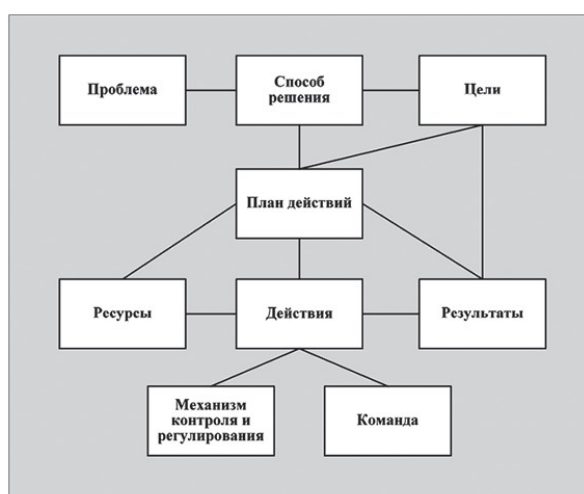 Проблема
Способ
решения
Цели
План действий
Ресурсы
Действия
Результаты
Механизм
контроля и
регулирования
Команда